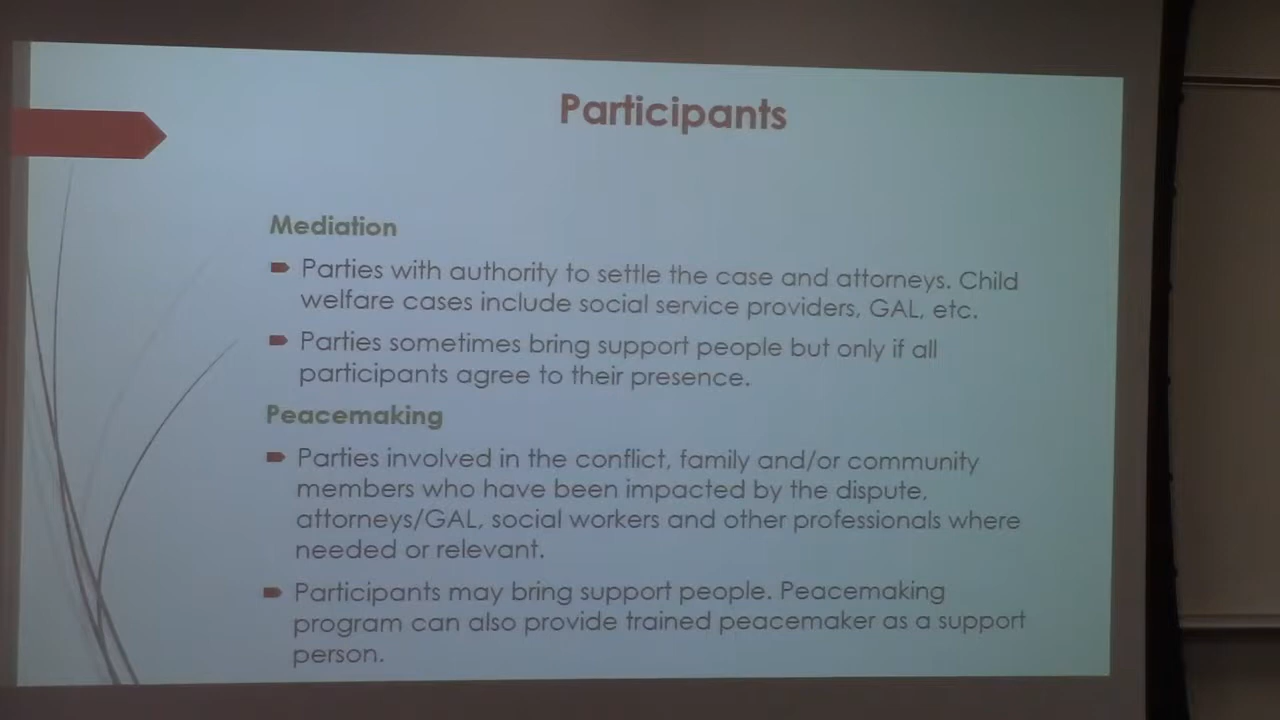 Participants
Mediation
Parties with authority to settle the case and attorneys. Child
welfare cases include social service providers, GAL, etc.
Parties sometimes bring support people but only if all
participants agree to their presence.
Peacemaking
Parties involved in the conflict, family and/or community
members who have been impacted by the dispute,
attorneys/GAL, social workers and other professionals where
needed or relevant.
Participants may bring support people. Peacemaking
program can also provide trained peacemaker as a support
person.